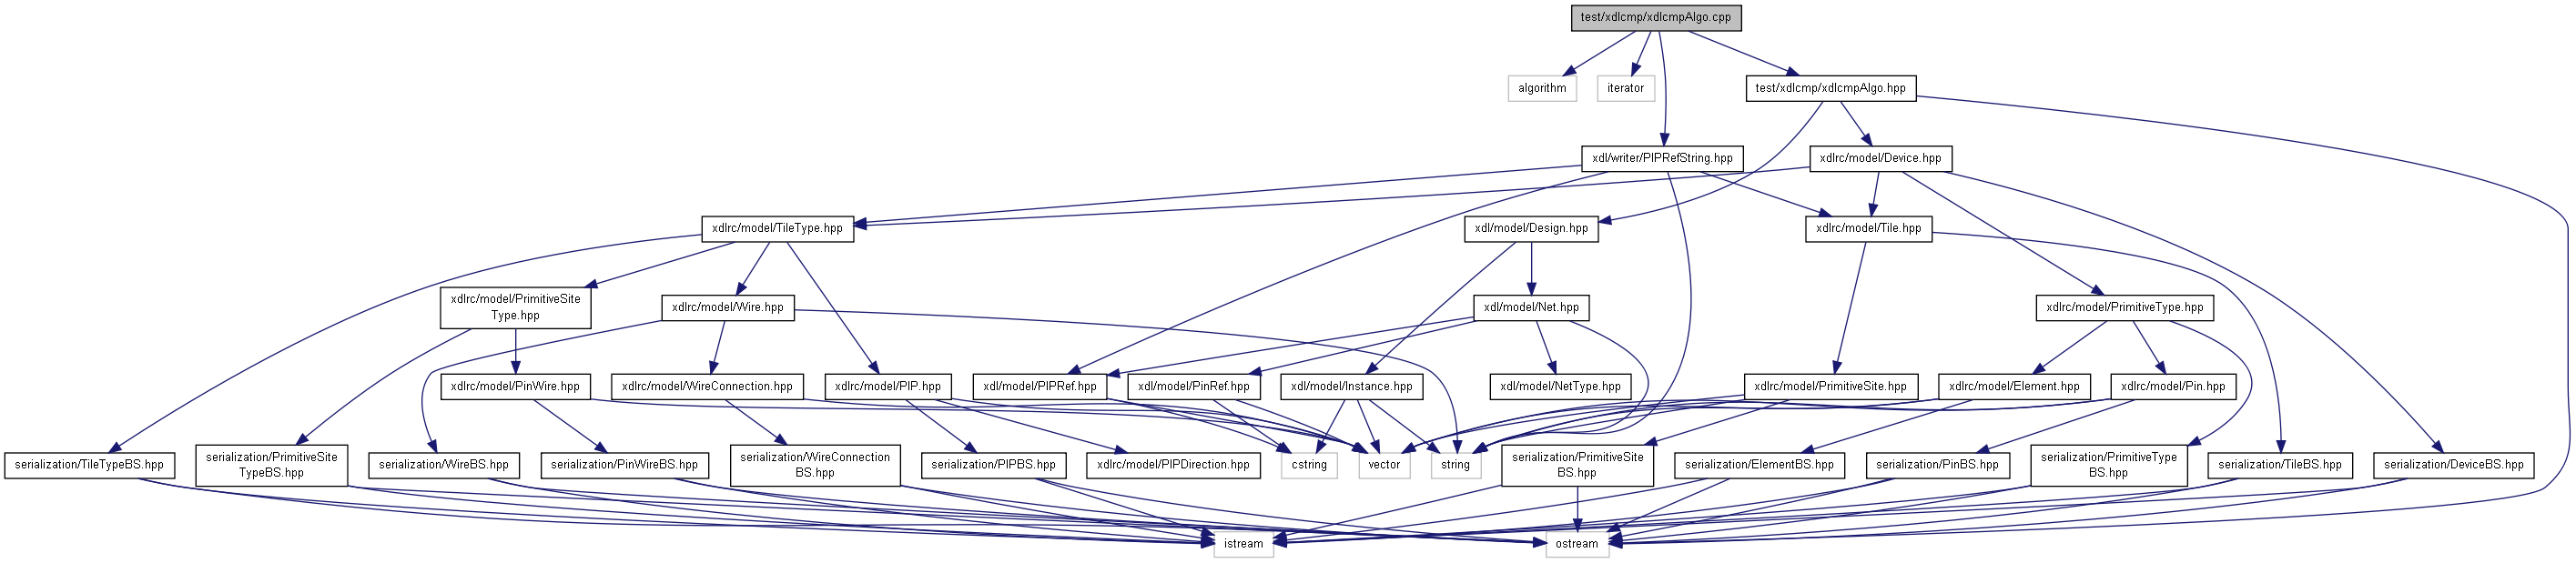 test/xdlcmp/xdlcmpAlgo.cpp
algorithm
iterator
test/xdlcmp/xdlcmpAlgo.hpp
xdl/writer/PIPRefString.hpp
xdlrc/model/Device.hpp
xdlrc/model/TileType.hpp
xdl/model/Design.hpp
xdlrc/model/Tile.hpp
xdlrc/model/PrimitiveSite
Type.hpp
xdlrc/model/Wire.hpp
xdl/model/Net.hpp
xdlrc/model/PrimitiveType.hpp
xdlrc/model/PinWire.hpp
xdlrc/model/WireConnection.hpp
xdlrc/model/PIP.hpp
xdl/model/PIPRef.hpp
xdl/model/PinRef.hpp
xdl/model/Instance.hpp
xdl/model/NetType.hpp
xdlrc/model/PrimitiveSite.hpp
xdlrc/model/Element.hpp
xdlrc/model/Pin.hpp
serialization/TileTypeBS.hpp
serialization/PrimitiveSite
TypeBS.hpp
serialization/WireBS.hpp
serialization/PinWireBS.hpp
serialization/WireConnection
BS.hpp
serialization/PIPBS.hpp
xdlrc/model/PIPDirection.hpp
cstring
vector
string
serialization/PrimitiveSite
BS.hpp
serialization/ElementBS.hpp
serialization/PinBS.hpp
serialization/PrimitiveType
BS.hpp
serialization/TileBS.hpp
serialization/DeviceBS.hpp
istream
ostream